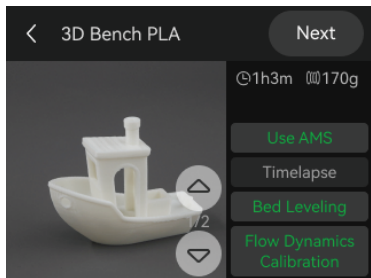 3D Bench PLA
Next
1h3m 170g
Use AMS
Timelapse
1/2
Bed Leveling
Flow Dynamics
Calibration